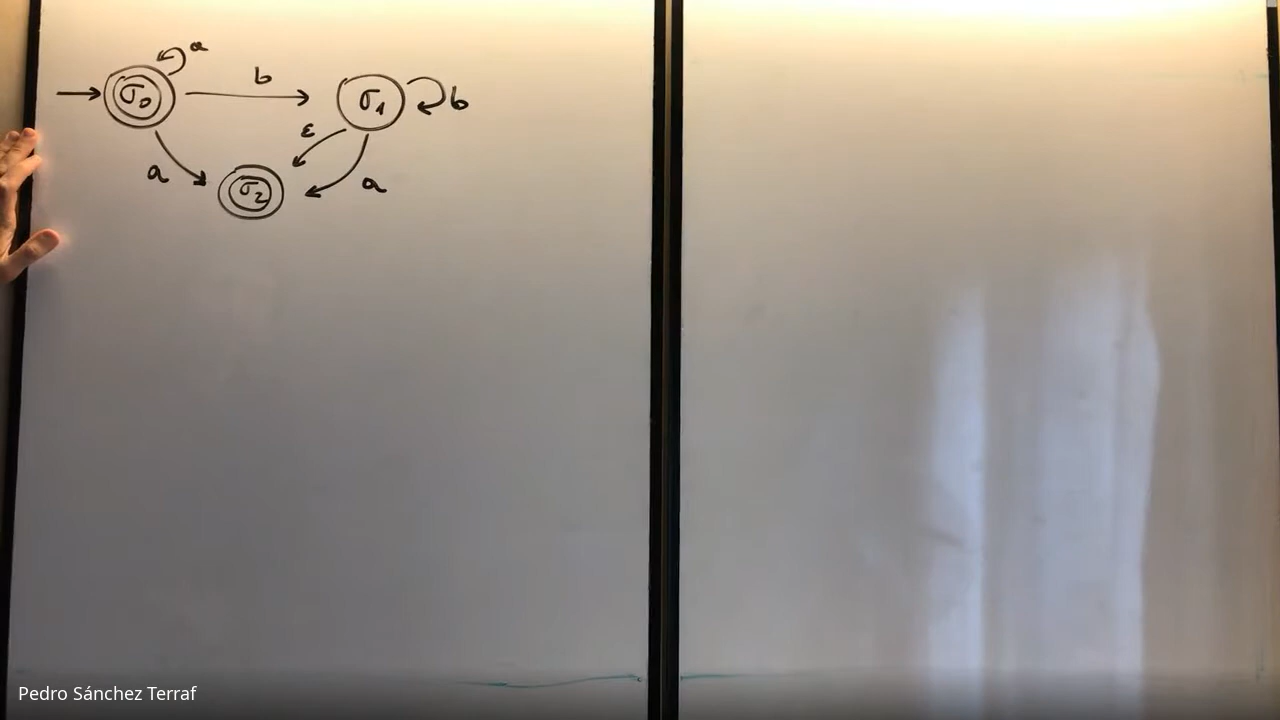 a
σ₀ b σ₁ b
ε
a σ₂ a
Pedro Sánchez Terraf